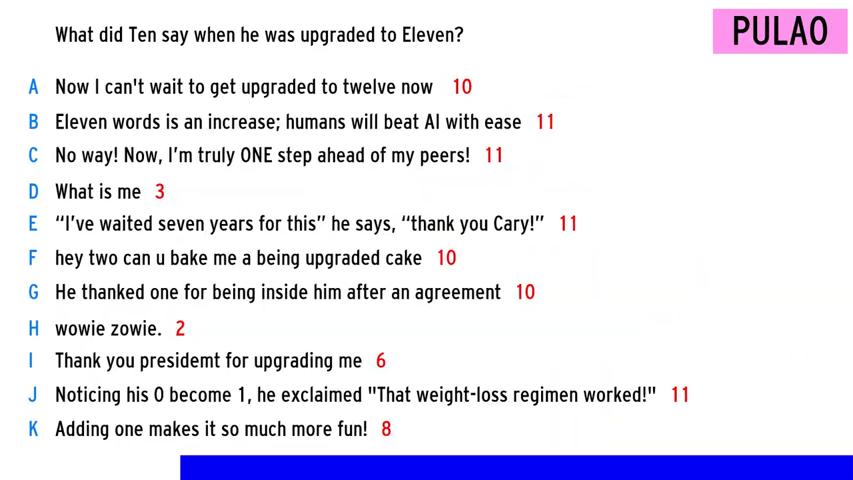 What did Ten say when he was upgraded to Eleven?
PULAO
A Now I can't wait to get upgraded to twelve now 10
B Eleven words is an increase; humans will beat AI with ease 11
C No way! Now, I’m truly ONE step ahead of my peers! 11
D What is me 3
E “I’ve waited seven years for this” he says, “thank you Cary!” 11
F hey two can u bake me a being upgraded cake 10
G He thanked one for being inside him after an agreement 10
H wowie zowie. 2
I Thank you presidemt for upgrading me 6
J Noticing his 0 become 1, he exclaimed "That weight-loss regimen worked!" 11
K Adding one makes it so much more fun! 8